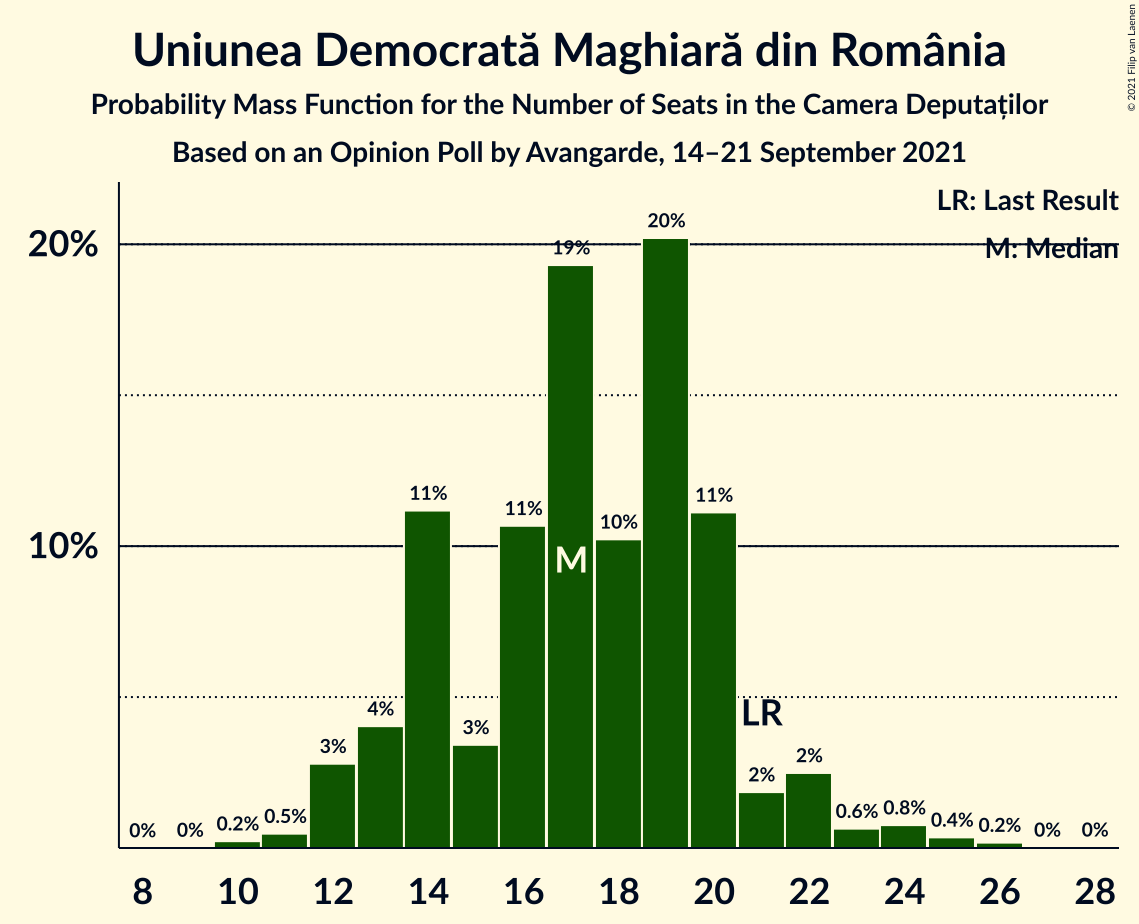 Uniunea Democrată Maghiară din România
Probability Mass Function for the Number of Seats in the Camera Deputaților
Based on an Opinion Poll by Avangarde, 14–21 September 2021
© 2021 Filip van Laenen
LR: Last Result
M: Median
20%
10%
0% 0% 0.2% 0.5% 3% 4% 11% 3% 11% 19% 10% 20% 11% 2% 2% 0.6% 0.8% 0.4% 0.2% 0% 0%
M
LR
8 10 12 14 16 18 20 22 24 26 28